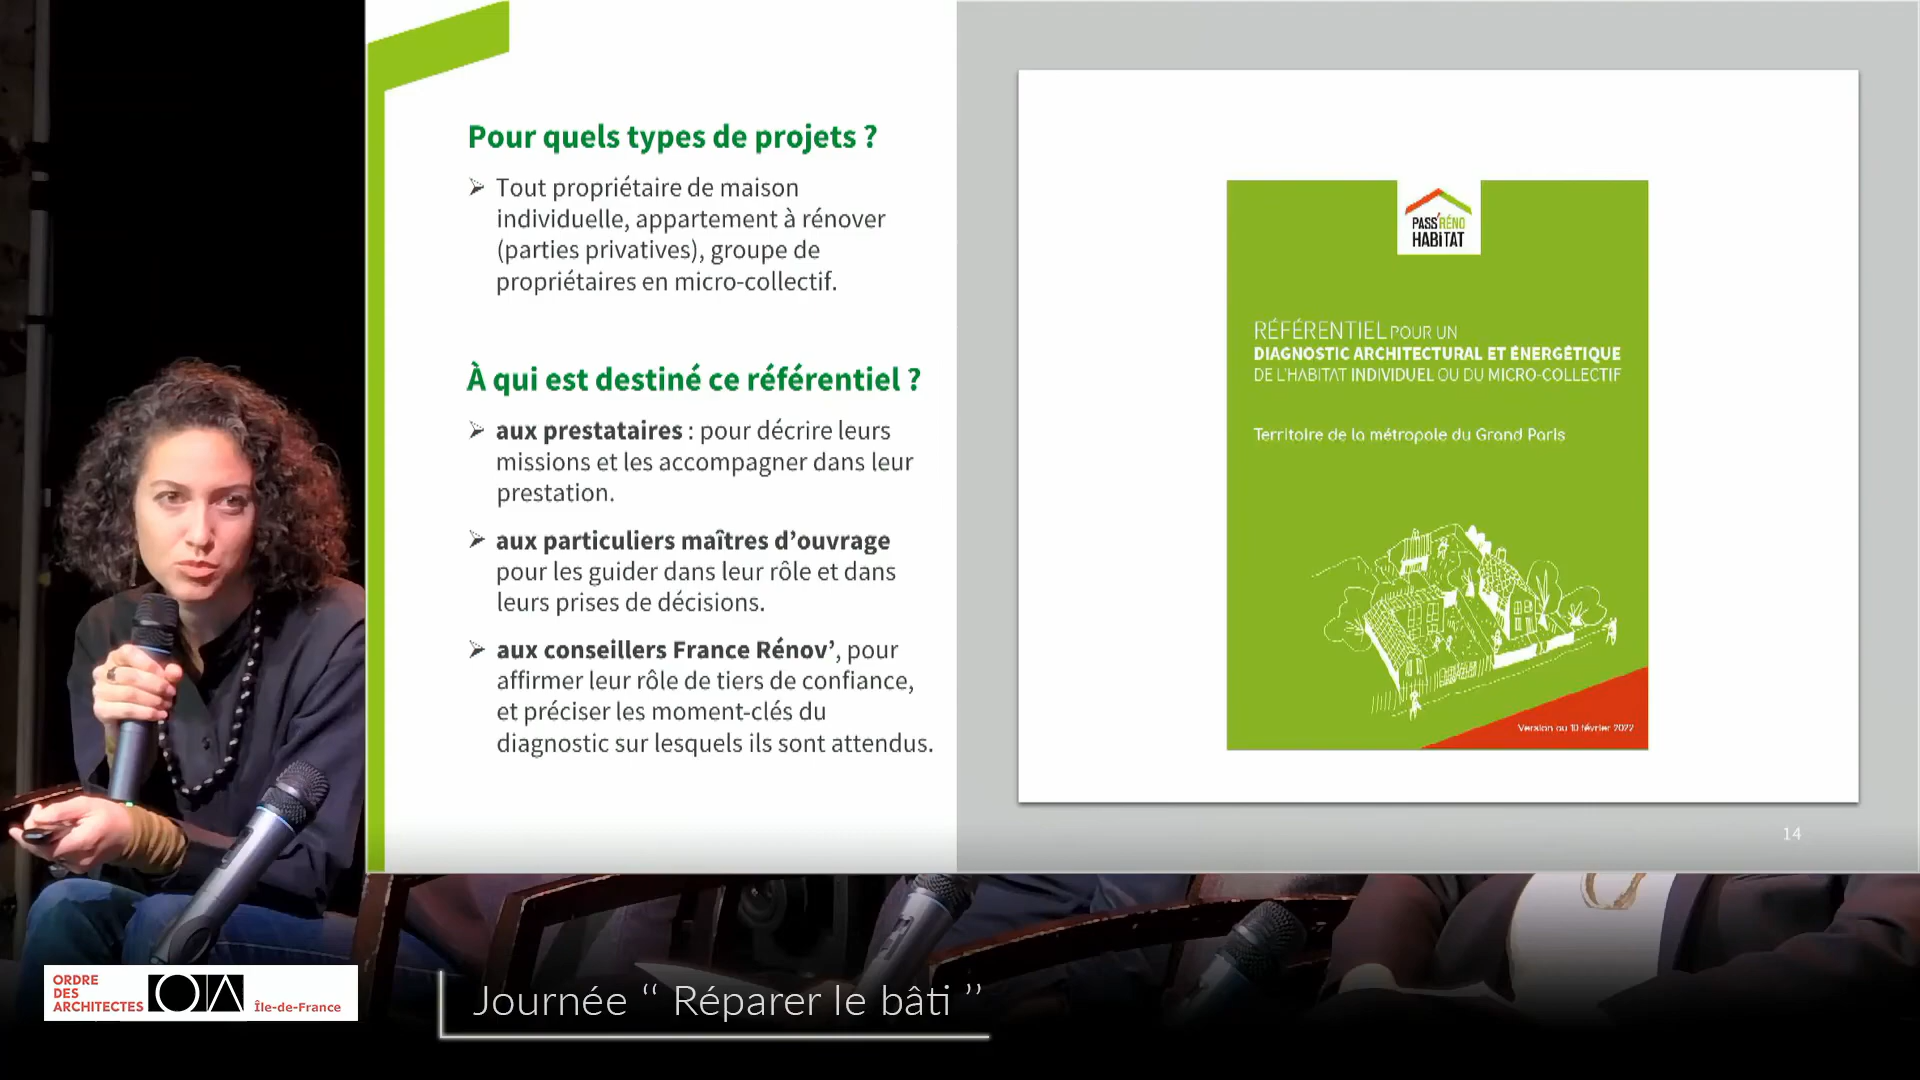 Pour quels types de projets ?
➢ Tout propriétaire de maison
individuelle, appartement à rénover
(parties privatives), groupe de
propriétaires en micro-collectif.
À qui est destiné ce référentiel ?
➢ aux prestataires : pour décrire leurs
missions et les accompagner dans leur
prestation.
➢ aux particuliers maîtres d’ouvrage
pour les guider dans leur rôle et dans
leurs prises de décisions.
➢ aux conseillers France Rénov’, pour
affirmer leur rôle de tiers de confiance,
et préciser les moment-clés du
diagnostic sur lesquels ils sont attendus.
PASS'RÉNO
HABITAT
RÉFÉRENTIEL POUR UN
DIAGNOSTIC ARCHITECTURAL ET ÉNERGÉTIQUE
DE L'HABITAT INDIVIDUEL OU DU MICRO-COLLECTIF
Territoire de la métropole du Grand Paris
Version au 10 février 2022
14
ORDRE
DES
ARCHITECTES
Île-de-France
Journée “ Réparer le bâti ”